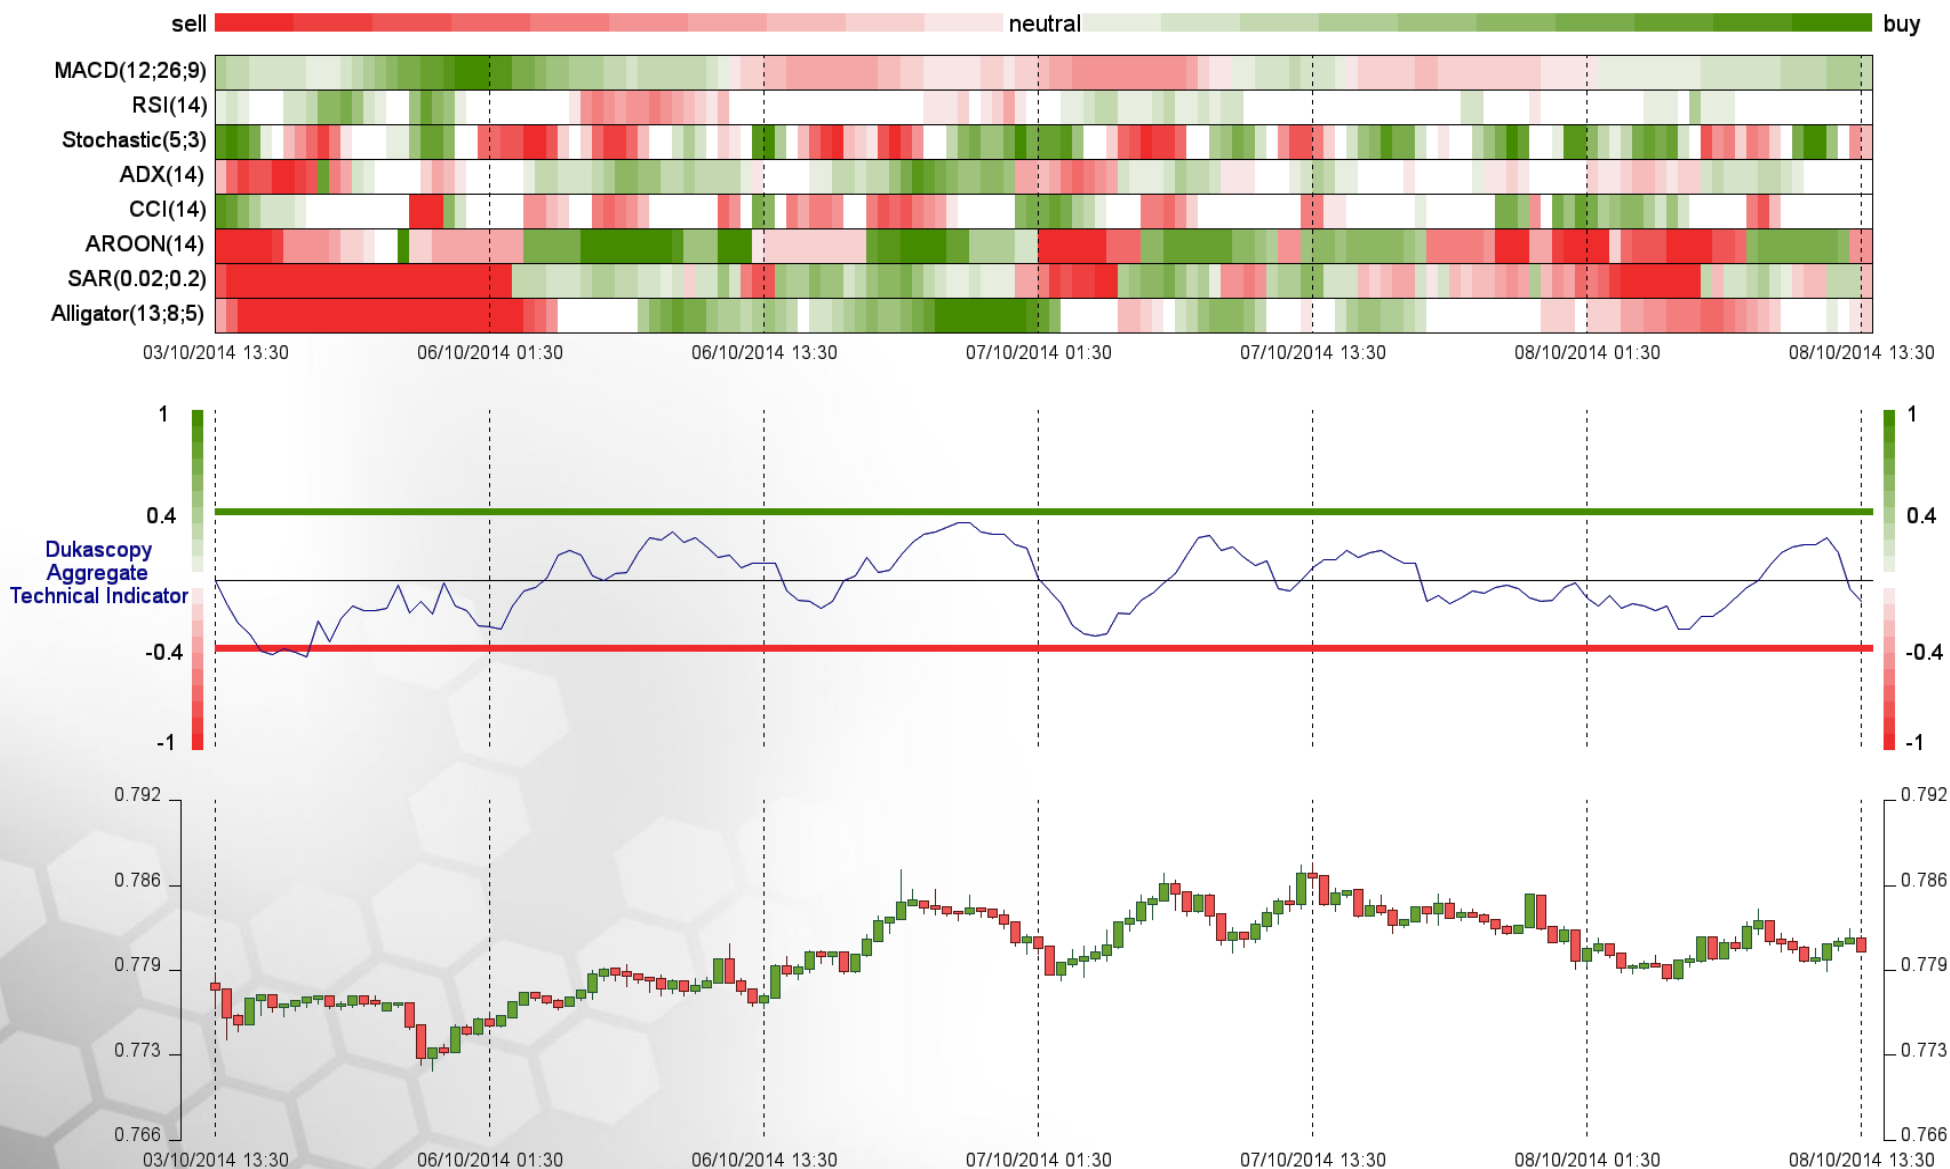 sell neutral buy
MACD(12;26;9)
RSI(14)
Stochastic(5;3)
ADX(14)
CCI(14)
AROON(14)
SAR(0.02;0.2)
Alligator(13;8;5)
03/10/2014 13:30 06/10/2014 01:30 06/10/2014 13:30 07/10/2014 01:30 07/10/2014 13:30 08/10/2014 01:30 08/10/2014 13:30
1 1
0.4 0.4
Dukascopy
Aggregate
Technical Indicator
-0.4 -0.4
-1 -1
0.792 0.792
0.786 0.786
0.779 0.779
0.773 0.773
0.766 0.766
03/10/2014 13:30 06/10/2014 01:30 06/10/2014 13:30 07/10/2014 01:30 07/10/2014 13:30 08/10/2014 01:30 08/10/2014 13:30